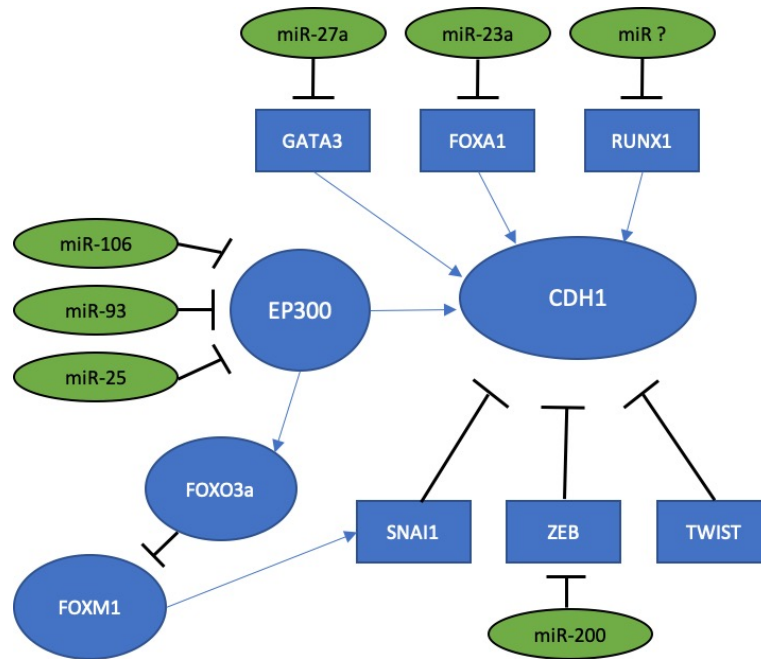 miR-27a
miR-23a
miR ?
GATA3
FOXA1
RUNX1
miR-106
miR-93
miR-25
EP300
CDH1
FOXO3a
SNAI1
ZEB
TWIST
FOXM1
miR-200